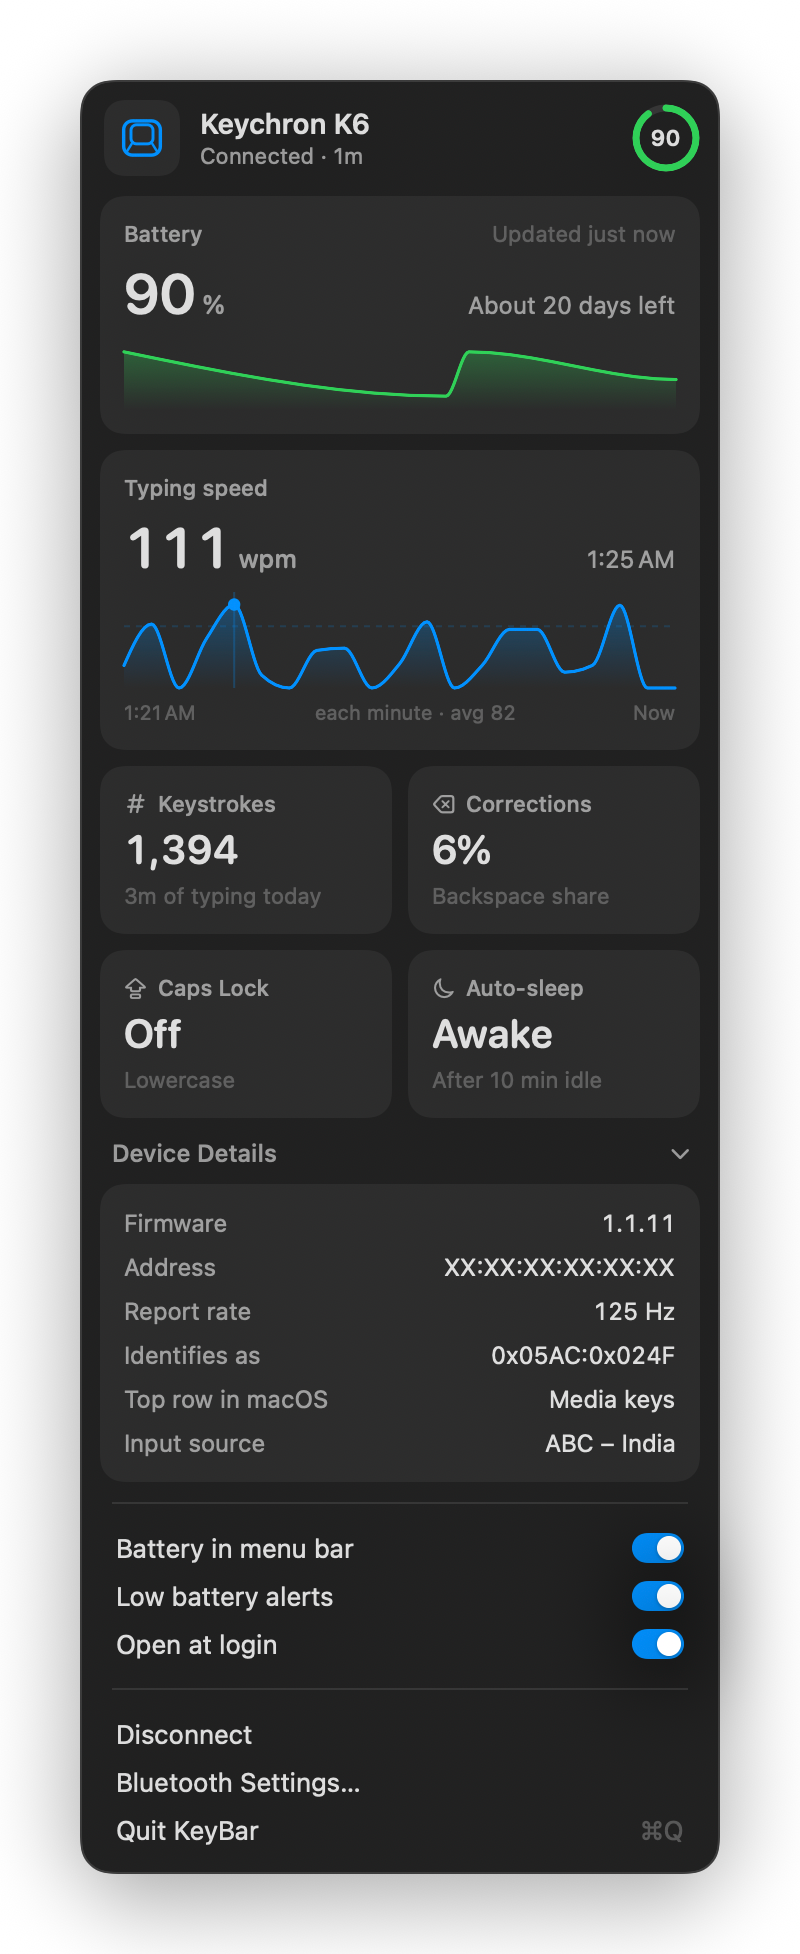 Keychron K6
Connected · 1m
90
Battery
Updated just now
90 %
About 20 days left
Typing speed
111 wpm
1:25 AM
1:21 AM
each minute · avg 82
Now
Keystrokes
1,394
3m of typing today
Corrections
6%
Backspace share
Caps Lock
Off
Lowercase
Auto-sleep
Awake
After 10 min idle
Device Details
Firmware 1.1.11
Address XX:XX:XX:XX:XX:XX
Report rate 125 Hz
Identifies as 0x05AC:0x024F
Top row in macOS Media keys
Input source ABC – India
Battery in menu bar
Low battery alerts
Open at login
Disconnect
Bluetooth Settings...
Quit KeyBar ⌘Q